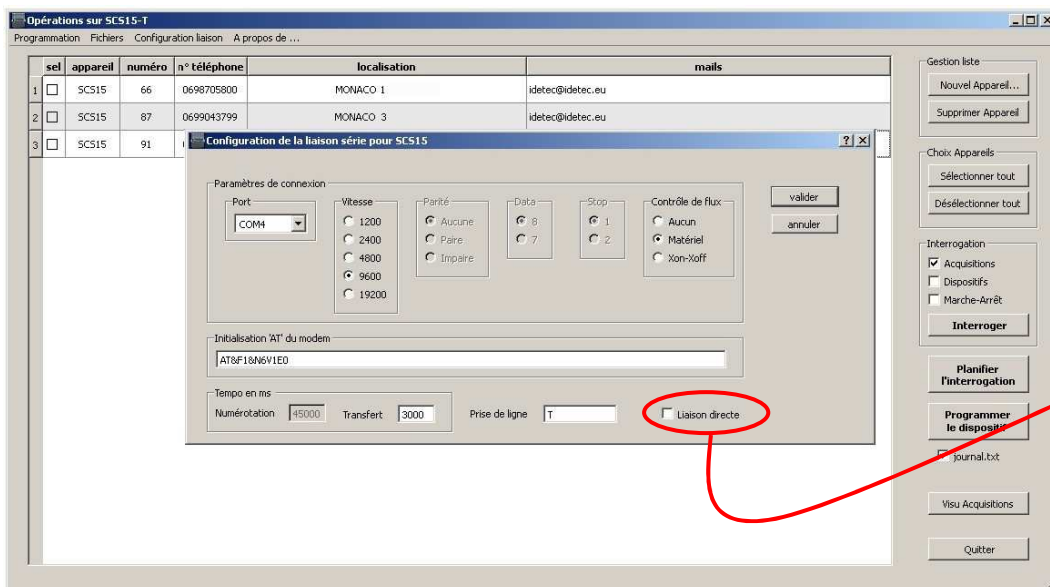 Opérations sur SCS15-T
Programmation Fichiers Configuration liaison A propos de ...
sel appareil numéro n° téléphone localisation mails
1 SCS15 66 0698705800 MONACO 1 idetec@idetec.eu
2 SCS15 87 0699043799 MONACO 3 idetec@idetec.eu
3 SCS15 91
Configuration de la liaison série pour SCS15
Paramètres de connexion
Port
COM4
Vitesse
1200
2400
4800
9600
19200
Parité
Aucune
Paire
Impaire
Data
8
7
Stop
1
2
Contrôle de flux
Aucun
Matériel
Xon-Xoff
valider
annuler
Initialisation 'AT' du modem
AT&F1&N6V1E0
Tempo en ms
Numérotation 45000 Transfert 3000 Prise de ligne T Liaison directe
Gestion liste
Nouvel Appareil...
Supprimer Appareil
Choix Appareils
Sélectionner tout
Désélectionner tout
Interrogation
Acquisitions
Dispositifs
Marche-Arrêt
Interroger
Planifier
l'interrogation
Programmer
le dispositif
journal.txt
Visu Acquisitions
Quitter